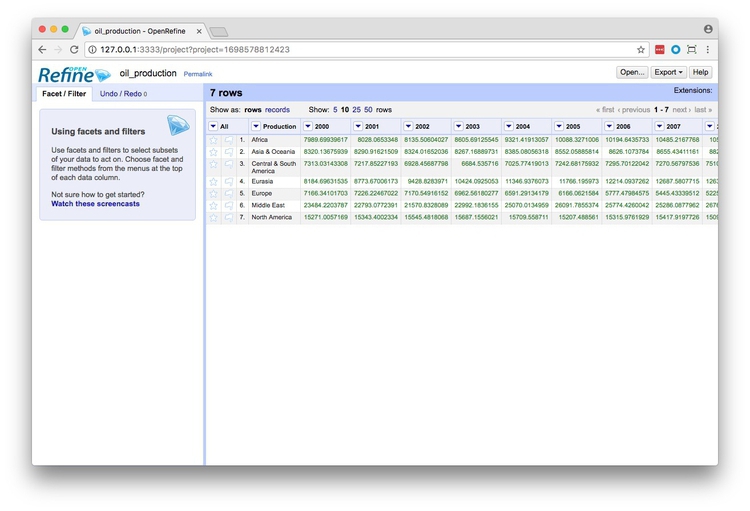 oil_production - OpenRefine
127.0.0.1:3333/project?project=1698578812423
OPEN
Refine oil_production Permalink Open... Export Help
Facet / Filter Undo / Redo 0 7 rows Extensions:
Show as: rows records Show: 5 10 25 50 rows « first ‹ previous 1 - 7 next › last »
Using facets and filters
Use facets and filters to select subsets
of your data to act on. Choose facet and
filter methods from the menus at the top
of each data column.
Not sure how to get started?
Watch these screencasts
All Production 2000 2001 2002 2003 2004 2005 2006 2007
1. Africa 7989.69939617 8028.0653348 8135.50604027 8605.69125545 9321.41913057 10086.3271006 10194.6435733 10485.2167768
2. Asia & Oceania 8320.13675939 8290.91621509 8324.01652036 8267.16889731 8385.08056318 8552.05885814 8626.1073784 8655.43411161
3. Central & South America 7313.03143308 7217.85227193 6928.45687798 6684.535716 7025.77419013 7242.68175932 7295.70122042 7270.56797536
4. Eurasia 8184.69631535 8773.67006173 9428.8283971 10424.0925053 11346.9376073 11766.195973 12214.0937262 12687.5807715
5. Europe 7166.34101703 7226.22467022 7170.54916152 6962.56180277 6591.29134179 6166.0621584 5777.47984575 5445.43339512
6. Middle East 23484.2203787 22793.0772391 21570.8328089 22992.1836155 25070.0134959 26091.7855374 25774.4260042 25286.0877962
7. North America 15271.0057169 15343.4002334 15545.4818068 15687.1556021 15709.558711 15207.488561 15315.9761929 15417.9197726